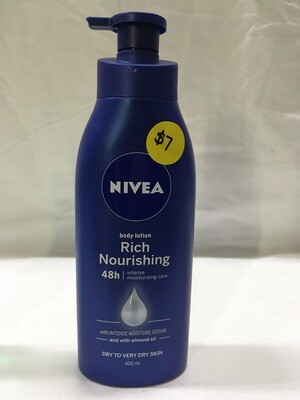 $7
NIVEA
body lotion
Rich
Nourishing
48h | intense
moisturising care
with INTENSE MOISTURE SERUM
and with almond oil
DRY TO VERY DRY SKIN
400 ml